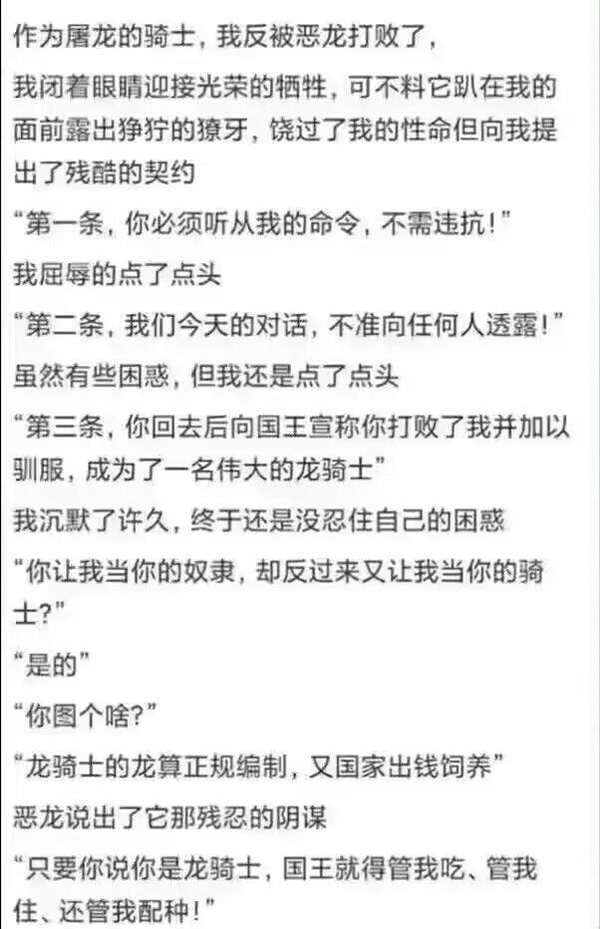 作为屠龙的骑士，我反被恶龙打败了，
我闭着眼睛迎接光荣的牺牲，可不料它趴在我的
面前露出狰狞的獠牙，饶过了我的性命但向我提
出了残酷的契约
“第一条，你必须听从我的命令，不需违抗！”
我屈辱的点了点头
“第二条，我们今天的对话，不准向任何人透露！”
虽然有些困惑，但我还是点了点头
“第三条，你回去后向国王宣称你打败了我并加以
驯服，成为了一名伟大的龙骑士”
我沉默了许久，终于还是没忍住自己的困惑
“你让我当你的奴隶，却反过来又让我当你的骑
士？”
“是的”
“你图个啥？”
“龙骑士的龙算正规编制，又国家出钱饲养”
恶龙说出了它那残忍的阴谋
“只要你说你是龙骑士，国王就得管我吃、管我
住、还管我配种！”